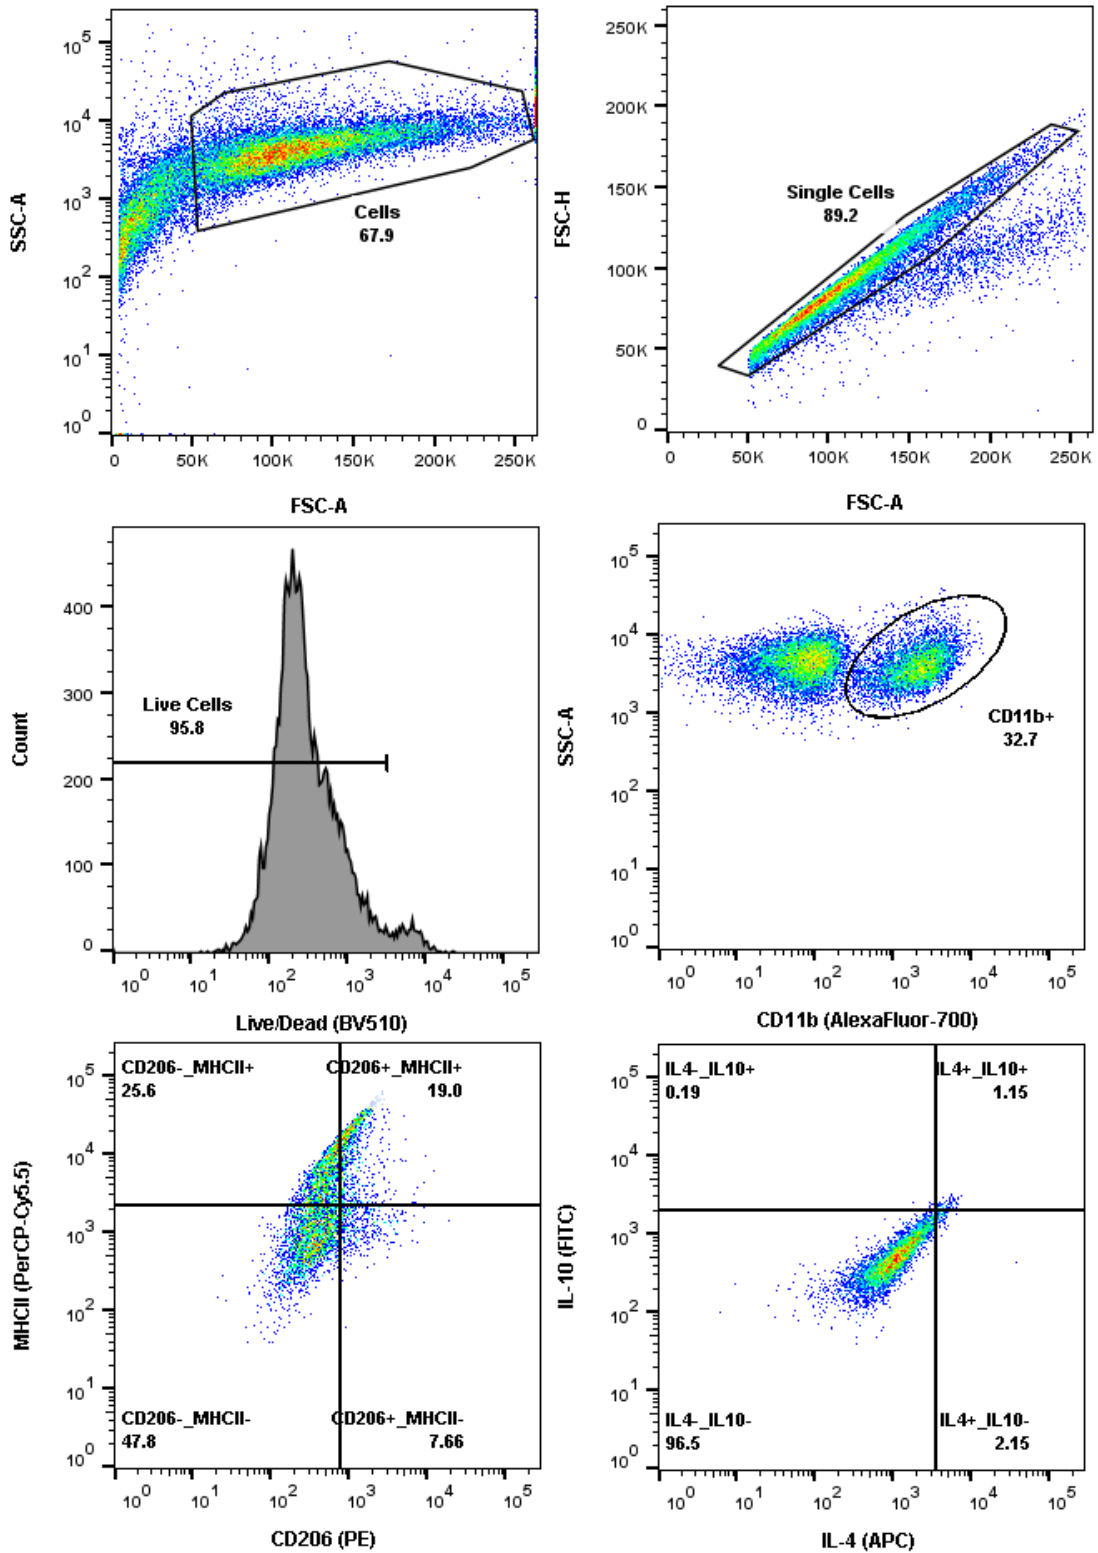 SSC-A
10^5
10^4
10^3
10^2
10^1
10^0
Cells
67.9
0 50K 100K 150K 200K 250K
FSC-A
FSC-H
250K
200K
150K
100K
50K
0
Single Cells
89.2
0 50K 100K 150K 200K 250K
FSC-A
Count
400
300
200
100
0
Live Cells
95.8
10^0 10^1 10^2 10^3 10^4 10^5
Live/Dead (BV510)
SSC-A
10^5
10^4
10^3
10^2
10^1
10^0
CD11b+
32.7
10^0 10^1 10^2 10^3 10^4 10^5
CD11b (AlexaFluor-700)
MHCII (PerCP-Cy5.5)
10^5
10^4
10^3
10^2
10^1
10^0
CD206-_MHCII+
25.6
CD206+_MHCII+
19.0
CD206-_MHCII-
47.8
CD206+_MHCII-
7.66
10^0 10^1 10^2 10^3 10^4 10^5
CD206 (PE)
IL-10 (FITC)
10^5
10^4
10^3
10^2
10^1
10^0
IL4-_IL10+
0.19
IL4+_IL10+
1.15
IL4-_IL10-
96.5
IL4+_IL10-
2.15
10^0 10^1 10^2 10^3 10^4 10^5
IL-4 (APC)